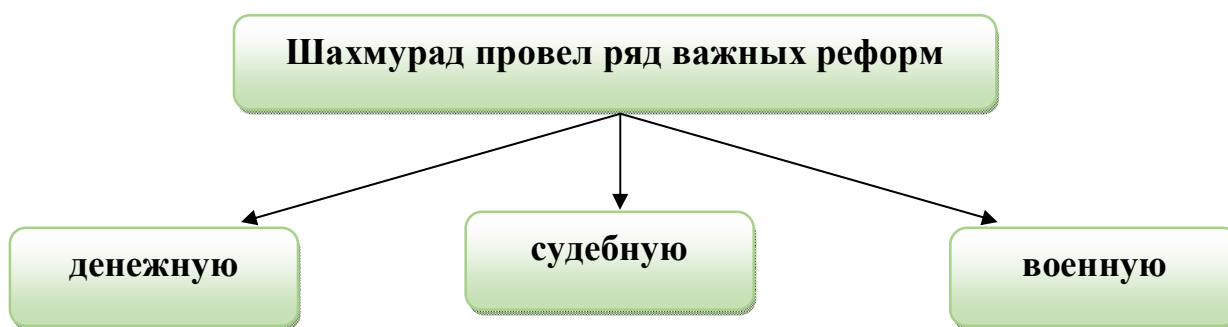 Шахмурад провел ряд важных реформ
денежную
судебную
военную